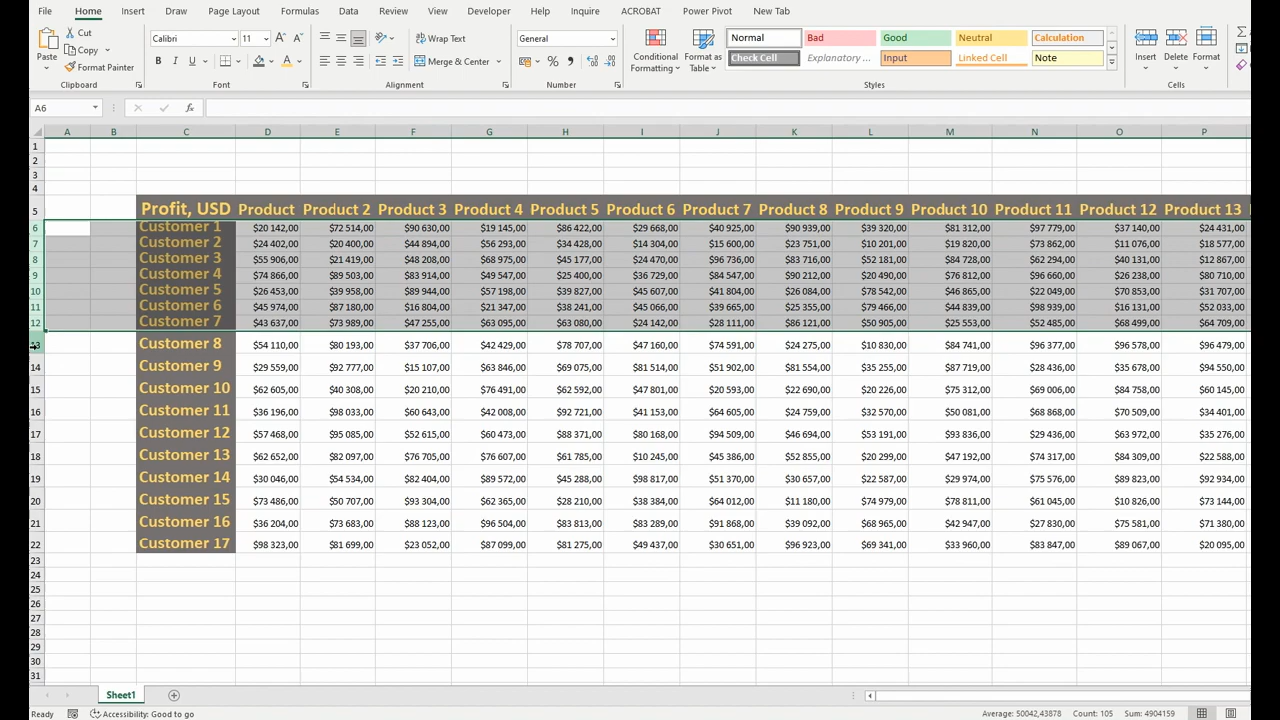 File Home Insert Draw Page Layout Formulas Data Review View Developer Help Inquire ACROBAT Power Pivot New Tab
Paste
Cut
Copy
Format Painter
Clipboard
Calibri 11
B I U
Font
Wrap Text
Merge & Center
Alignment
General
Number
Conditional Formatting
Format as Table
Normal Bad Good Neutral Calculation
Check Cell Explanatory ... Input Linked Cell Note
Styles
Insert Delete Format
Cells
A6 fx
A B C D E F G H I J K L M N O P
1
2
3
4
5 Profit, USD Product Product 2 Product 3 Product 4 Product 5 Product 6 Product 7 Product 8 Product 9 Product 10 Product 11 Product 12 Product 13
6 Customer 1 $20 142,00 $72 514,00 $90 630,00 $19 145,00 $86 422,00 $29 668,00 $40 925,00 $90 939,00 $39 320,00 $81 312,00 $97 779,00 $37 140,00 $24 431,00
7 Customer 2 $24 402,00 $20 400,00 $44 894,00 $56 293,00 $34 428,00 $14 304,00 $15 600,00 $23 751,00 $10 201,00 $19 820,00 $73 862,00 $11 076,00 $18 577,00
8 Customer 3 $55 906,00 $21 419,00 $48 208,00 $68 975,00 $45 177,00 $24 470,00 $96 736,00 $83 716,00 $52 181,00 $84 728,00 $62 294,00 $40 131,00 $12 867,00
9 Customer 4 $74 866,00 $89 503,00 $83 914,00 $49 547,00 $25 400,00 $36 729,00 $84 547,00 $90 212,00 $20 490,00 $76 812,00 $96 660,00 $26 238,00 $80 710,00
10 Customer 5 $26 453,00 $39 958,00 $89 944,00 $57 198,00 $39 827,00 $45 607,00 $41 804,00 $26 084,00 $78 542,00 $46 865,00 $22 049,00 $70 853,00 $31 707,00
11 Customer 6 $45 974,00 $87 180,00 $16 804,00 $21 347,00 $38 241,00 $45 066,00 $39 665,00 $25 355,00 $79 466,00 $44 839,00 $98 939,00 $16 131,00 $52 033,00
12 Customer 7 $43 637,00 $73 989,00 $47 255,00 $63 095,00 $63 080,00 $24 142,00 $28 111,00 $86 121,00 $50 905,00 $25 553,00 $52 485,00 $68 499,00 $64 709,00
13 Customer 8 $54 110,00 $80 193,00 $37 706,00 $42 429,00 $78 707,00 $47 160,00 $74 591,00 $24 275,00 $10 830,00 $84 741,00 $96 377,00 $96 578,00 $96 479,00
14 Customer 9 $29 559,00 $92 777,00 $15 107,00 $63 846,00 $69 075,00 $81 514,00 $51 902,00 $81 554,00 $35 255,00 $87 719,00 $28 436,00 $35 678,00 $94 550,00
15 Customer 10 $62 605,00 $40 308,00 $20 210,00 $76 491,00 $62 592,00 $47 801,00 $20 593,00 $22 690,00 $20 226,00 $75 312,00 $69 006,00 $84 758,00 $60 145,00
16 Customer 11 $36 196,00 $98 033,00 $60 643,00 $42 008,00 $92 721,00 $41 153,00 $64 605,00 $24 759,00 $32 570,00 $50 081,00 $68 868,00 $70 509,00 $34 401,00
17 Customer 12 $57 468,00 $95 085,00 $52 615,00 $60 473,00 $88 371,00 $80 168,00 $94 509,00 $46 694,00 $53 191,00 $93 836,00 $29 436,00 $63 972,00 $35 276,00
18 Customer 13 $62 652,00 $82 097,00 $76 705,00 $76 607,00 $61 785,00 $10 245,00 $45 386,00 $52 855,00 $20 299,00 $47 192,00 $74 317,00 $84 309,00 $22 588,00
19 Customer 14 $30 046,00 $54 534,00 $82 404,00 $89 572,00 $45 288,00 $98 817,00 $51 370,00 $30 657,00 $22 587,00 $29 974,00 $75 576,00 $89 823,00 $92 934,00
20 Customer 15 $73 486,00 $50 707,00 $93 304,00 $62 365,00 $28 210,00 $38 384,00 $64 012,00 $11 180,00 $74 979,00 $78 811,00 $61 045,00 $10 826,00 $73 144,00
21 Customer 16 $36 204,00 $73 683,00 $88 123,00 $96 504,00 $83 813,00 $83 289,00 $91 868,00 $39 092,00 $68 965,00 $42 947,00 $27 830,00 $75 581,00 $71 380,00
22 Customer 17 $98 323,00 $81 699,00 $23 052,00 $87 099,00 $81 275,00 $49 437,00 $30 651,00 $96 923,00 $69 341,00 $33 960,00 $83 847,00 $89 067,00 $20 095,00
23
24
25
26
27
28
29
30
31
Sheet1
Ready Accessibility: Good to go Average: 50042,43878 Count: 105 Sum: 4904159